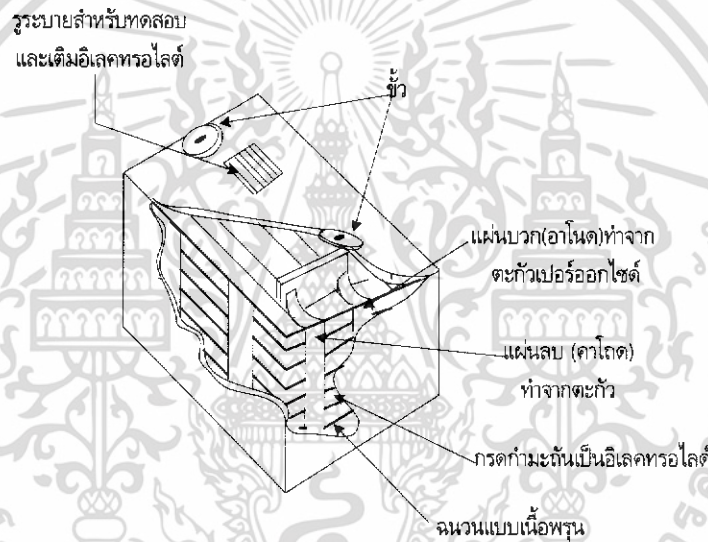 รูระบายสำหรับทดสอบ
และเติมอิเลคทรอไลต์
ขั้ว
แผ่นบวก(อาโนด)ทำจาก
ตะกั่วเปอร์ออกไซด์
แผ่นลบ (คาโถด)
ทำจากตะกั่ว
กรดกำมะถันเป็นอิเลคทรอไลต์
ฉนวนแบบเนื้อพรุน